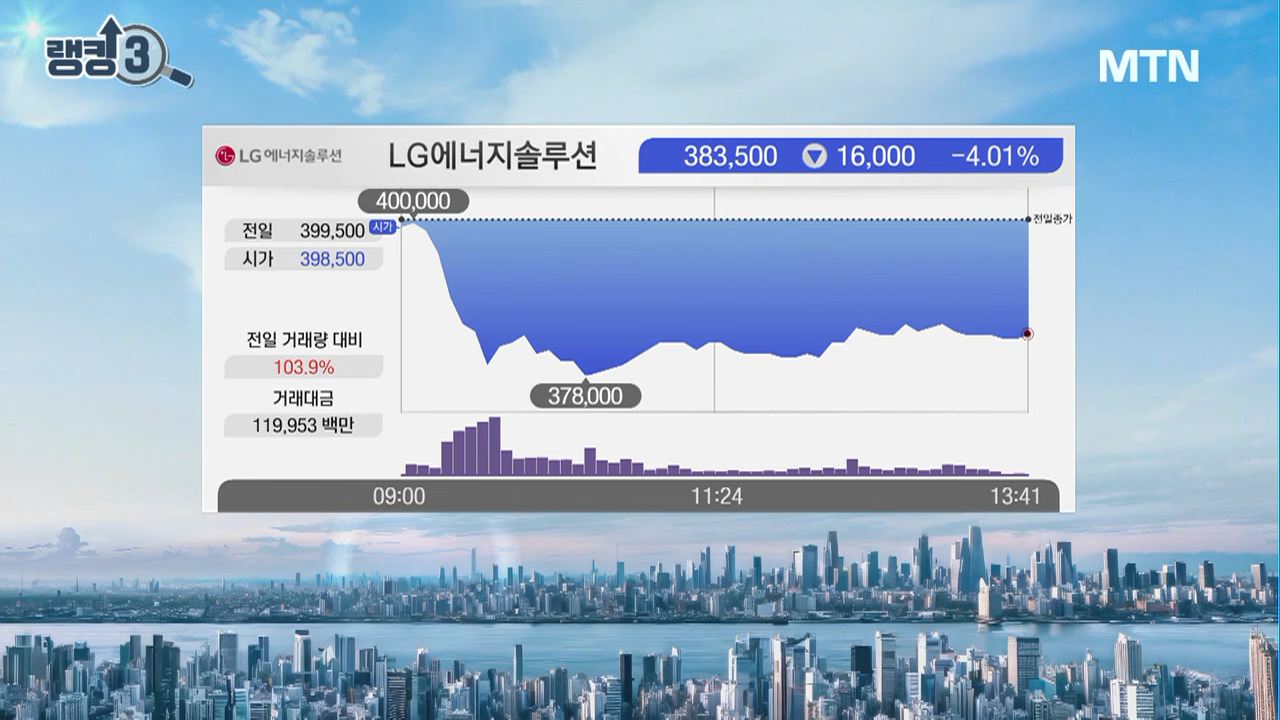 랭킹3
MTN
LG에너지솔루션
LG에너지솔루션
383,500 ▼ 16,000 -4.01%
400,000
전일 399,500
시가
전일종가
시가 398,500
전일 거래량 대비
103.9%
거래대금
119,953 백만
378,000
09:00 11:24 13:41